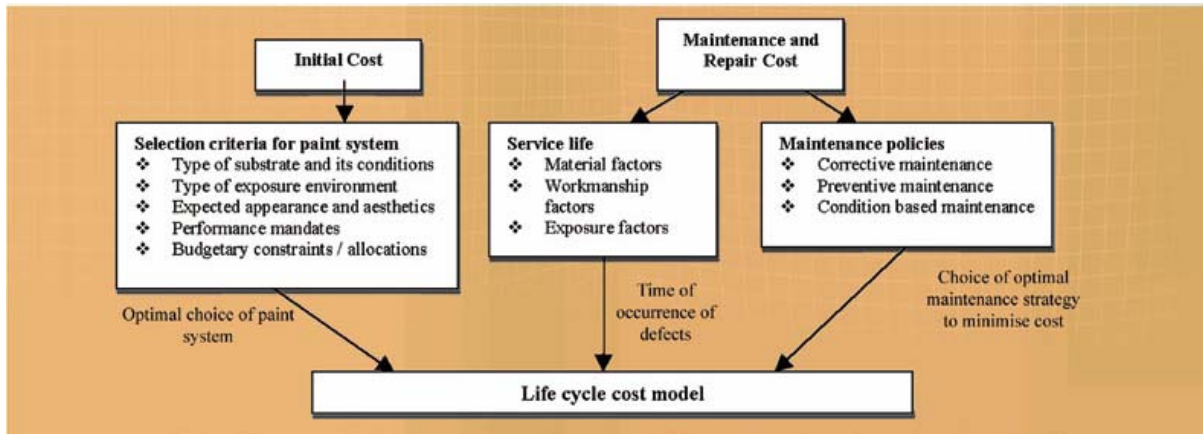 Initial Cost
Maintenance and
Repair Cost
Selection criteria for paint system
❖ Type of substrate and its conditions
❖ Type of exposure environment
❖ Expected appearance and aesthetics
❖ Performance mandates
❖ Budgetary constraints / allocations
Service life
❖ Material factors
❖ Workmanship
factors
❖ Exposure factors
Maintenance policies
❖ Corrective maintenance
❖ Preventive maintenance
❖ Condition based maintenance
Optimal choice of paint
system
Time of
occurrence of
defects
Choice of optimal
maintenance strategy
to minimise cost
Life cycle cost model